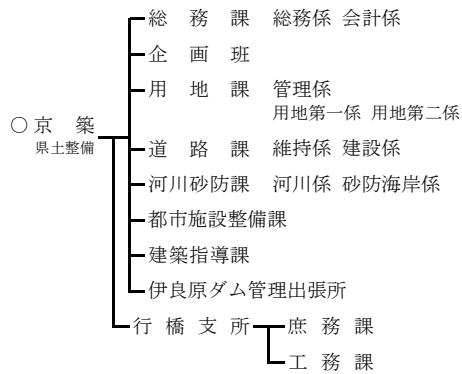 総務課 総務係 会計係
企画班
用地課 管理係
用地第一係 用地第二係
○京築
県土整備
道路課 維持係 建設係
河川砂防課 河川係 砂防海岸係
都市施設整備課
建築指導課
伊良原ダム管理出張所
行橋支所 庶務課
工務課